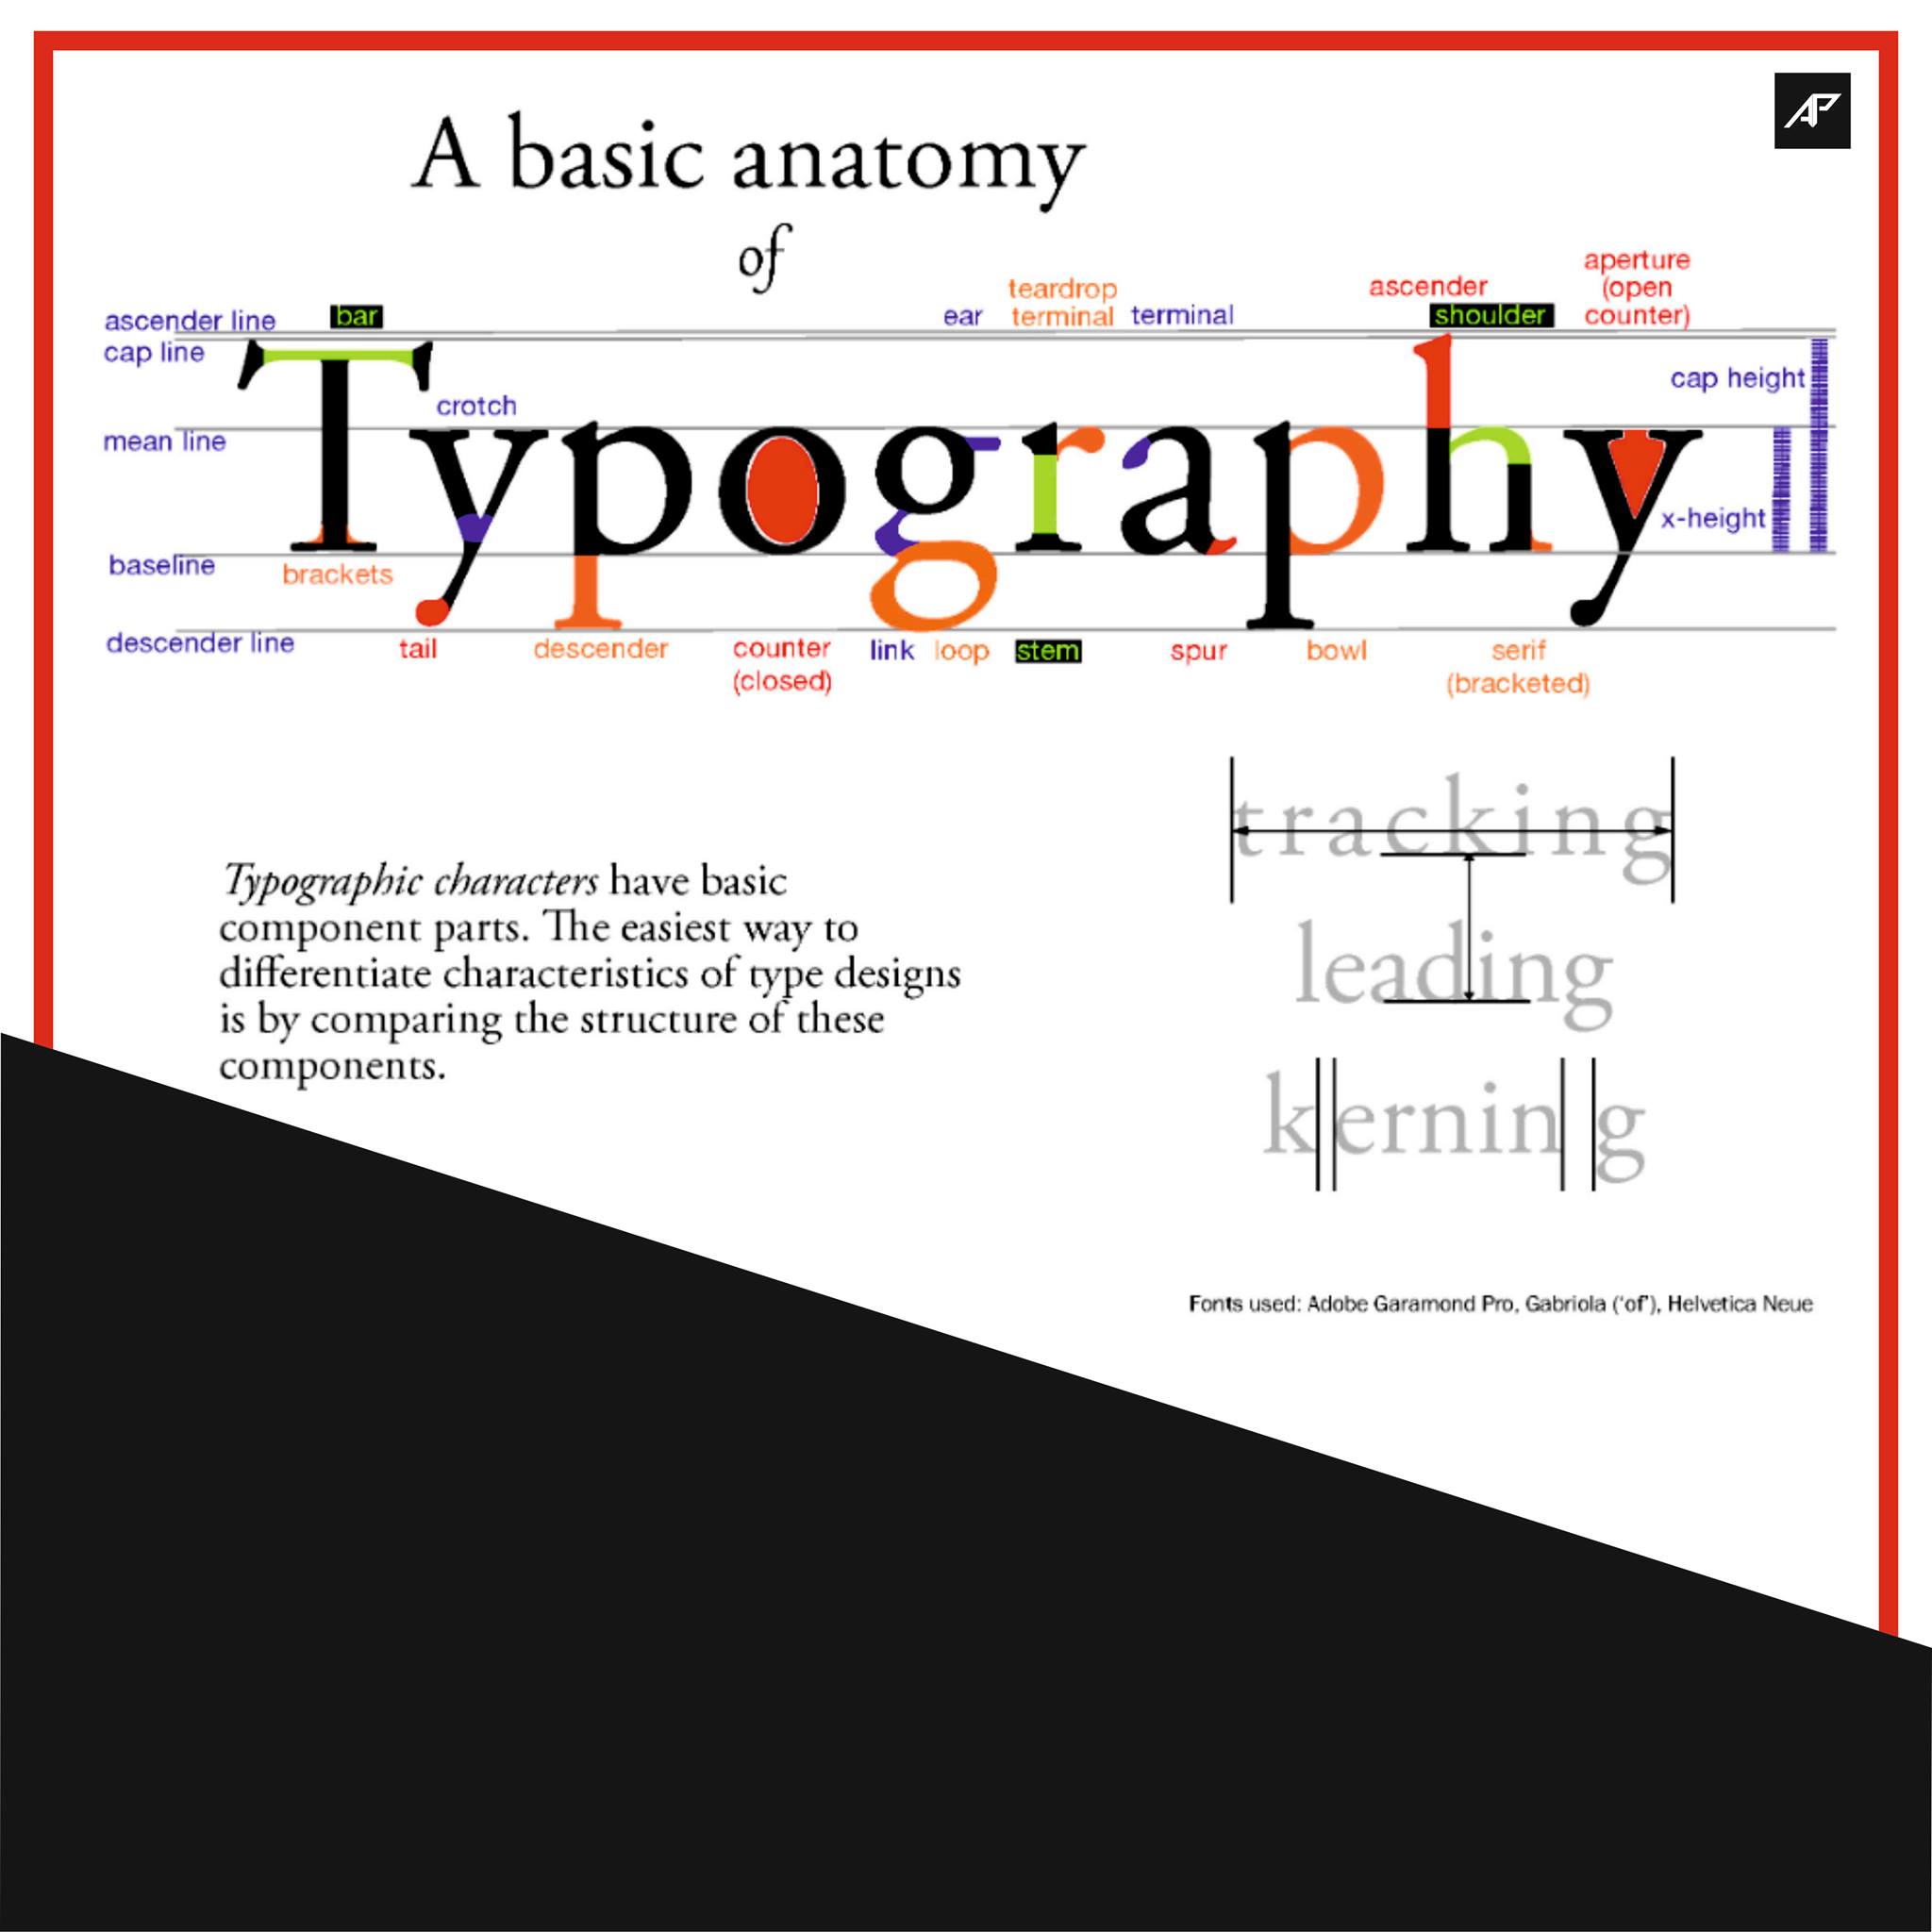 AP
A basic anatomy
of
ascender line
bar
ear
teardrop
terminal
terminal
ascender
shoulder
aperture
(open
counter)
cap line
cap height
crotch
mean line
Typography
x-height
baseline
brackets
descender line
tail
descender
counter
(closed)
link
loop
stem
spur
bowl
serif
(bracketed)
tracking
leading
kerning
Typographic characters have basic
component parts. The easiest way to
differentiate characteristics of type designs
is by comparing the structure of these
components.
Fonts used: Adobe Garamond Pro, Gabriola ('of'), Helvetica Neue